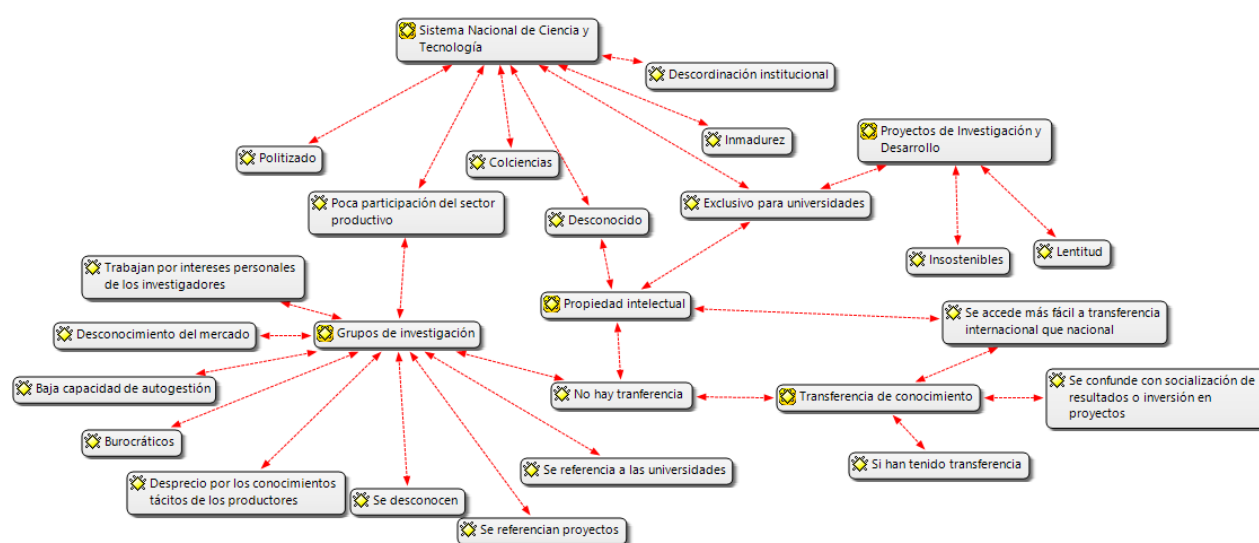 Sistema Nacional de Ciencia y
Tecnología
Descordinación institucional
Politizado
Colciencias
Inmadurez
Proyectos de Investigación y
Desarrollo
Poca participación del sector
productivo
Desconocido
Exclusivo para universidades
Insostenibles
Lentitud
Trabajan por intereses personales
de los investigadores
Propiedad intelectual
Se accede más fácil a transferencia
internacional que nacional
Desconocimiento del mercado
Grupos de investigación
Baja capacidad de autogestión
No hay tranferencia
Transferencia de conocimiento
Se confunde con socialización de
resultados o inversión en
proyectos
Burocráticos
Se referencia a las universidades
Si han tenido transferencia
Desprecio por los conocimientos
tácitos de los productores
Se desconocen
Se referencian proyectos